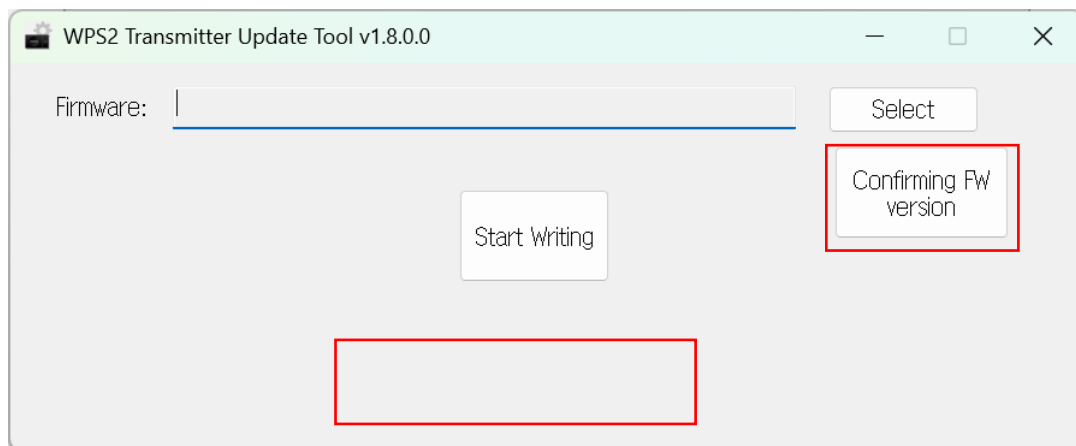 WPS2 Transmitter Update Tool v1.8.0.0
Firmware:
Select
Confirming FW
version
Start Writing